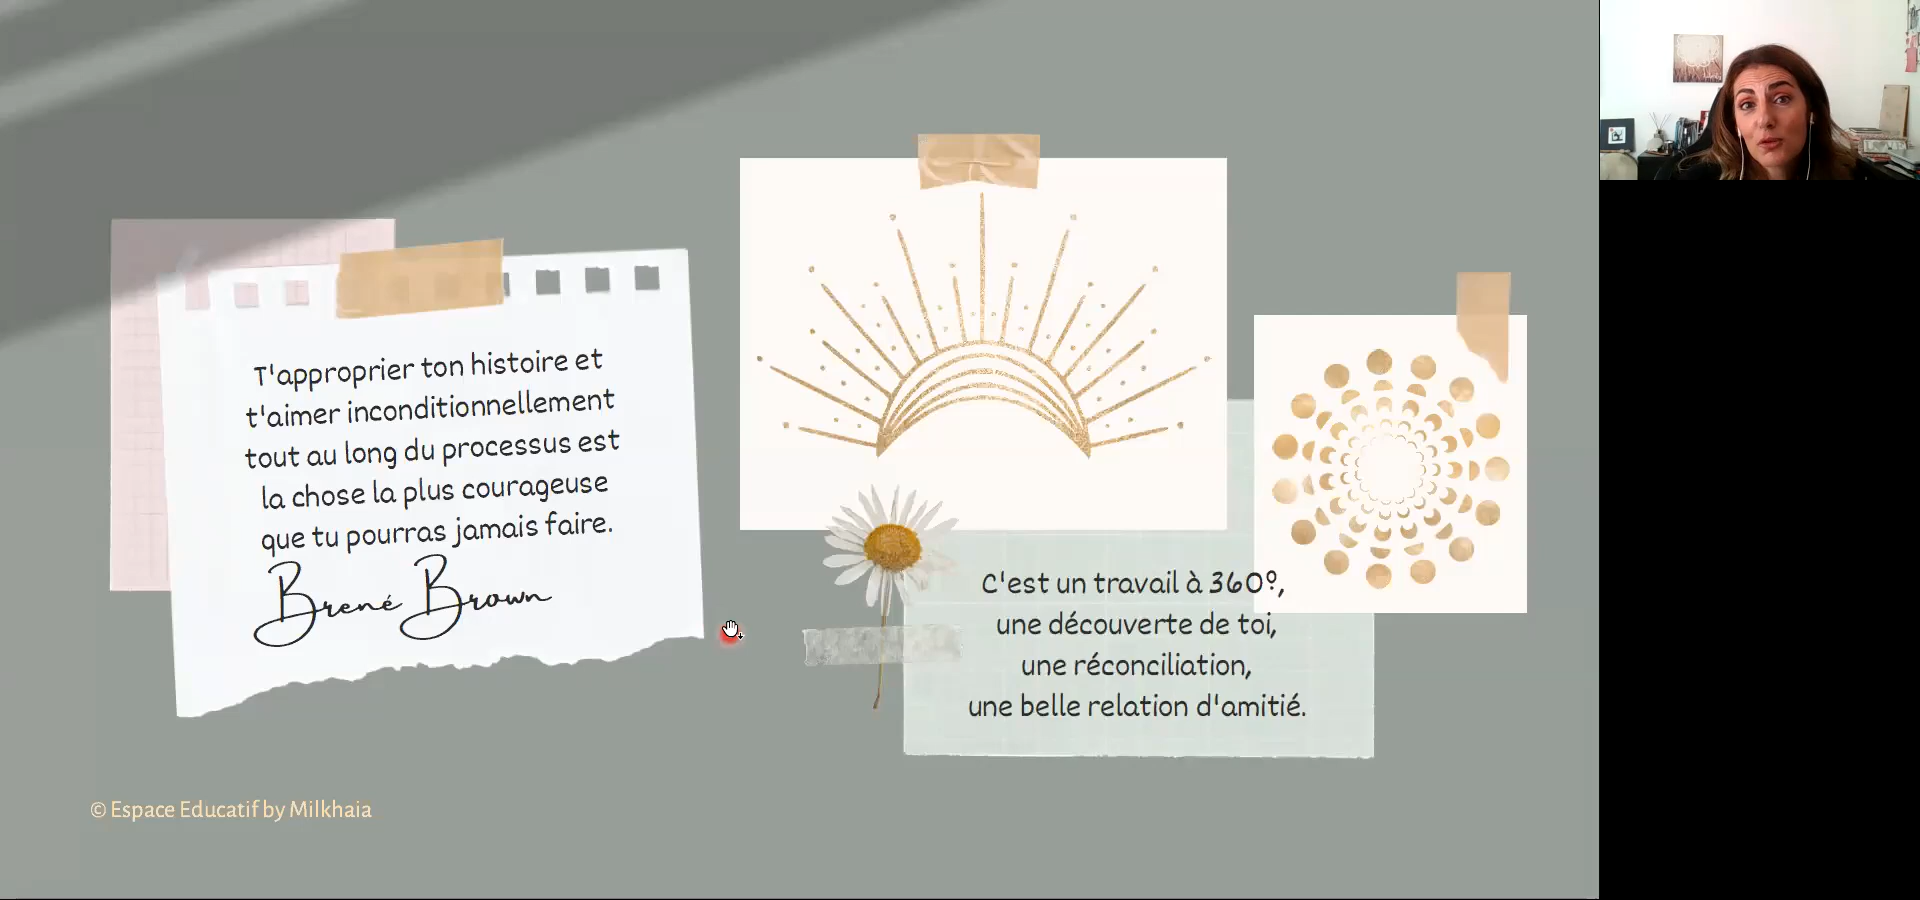 T'approprier ton histoire et
t'aimer inconditionnellement
tout au long du processus est
la chose la plus courageuse
que tu pourras jamais faire.
Brené Brown
C'est un travail à 360º,
une découverte de toi,
une réconciliation,
une belle relation d'amitié.
© Espace Educatif by Milkhaia